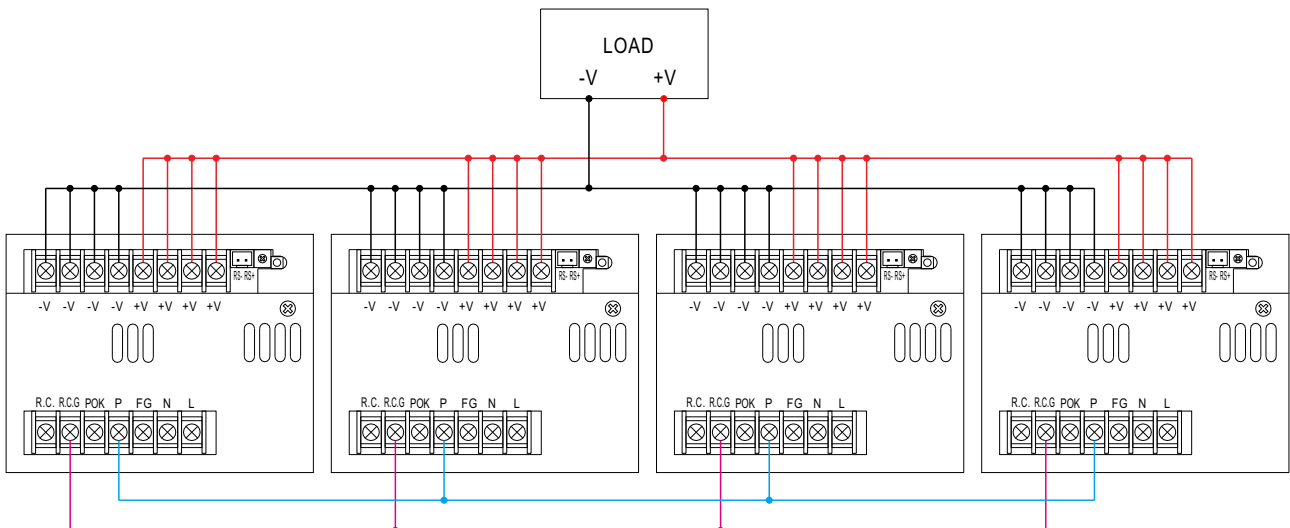 LOAD
-V +V
RS- RS+ RS- RS+ RS- RS+ RS- RS+
-V -V -V -V +V +V +V +V -V -V -V -V +V +V +V +V -V -V -V -V +V +V +V +V -V -V -V -V +V +V +V +V
R.C. R.C.G POK P FG N L R.C. R.C.G POK P FG N L R.C. R.C.G POK P FG N L R.C. R.C.G POK P FG N L